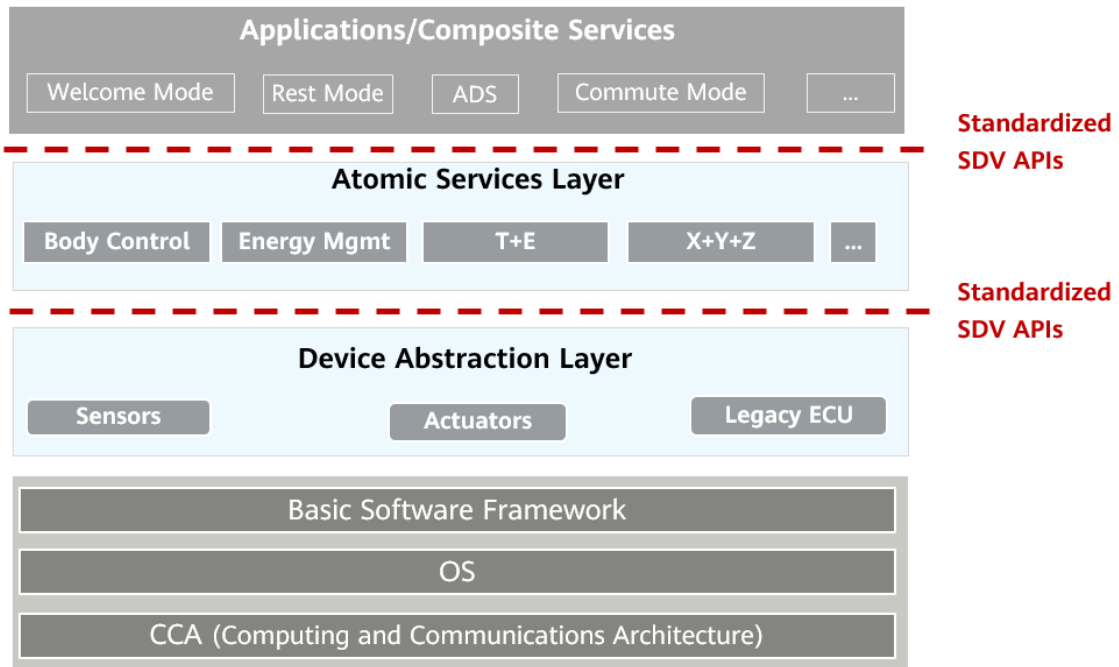 Applications/Composite Services
Welcome Mode
Rest Mode
ADS
Commute Mode
...
Standardized
SDV APIs
Atomic Services Layer
Body Control
Energy Mgmt
T+E
X+Y+Z
...
Standardized
SDV APIs
Device Abstraction Layer
Sensors
Actuators
Legacy ECU
Basic Software Framework
OS
CCA (Computing and Communications Architecture)